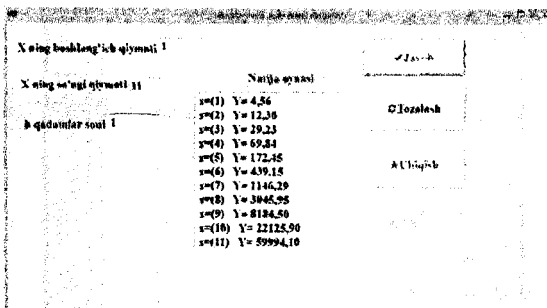 X ning boshlang'ich qiymati 1
X ning so'ngi qiymati 11
h qadamlar soni 1
Natija oynasi
x=(1) Y= 4,56
x=(2) Y= 12,36
x=(3) Y= 29,23
x=(4) Y= 69,84
x=(5) Y= 172,45
x=(6) Y= 439,15
x=(7) Y= 1146,29
x=(8) Y= 3045,95
x=(9) Y= 8184,50
x=(10) Y= 22125,90
x=(11) Y= 59994,10
Tozalash
Chiqish